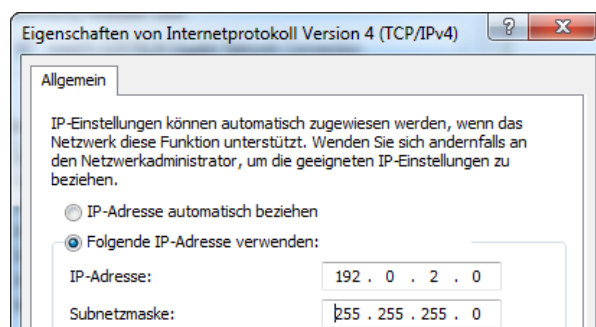 Eigenschaften von Internetprotokoll Version 4 (TCP/IPv4)
Allgemein
IP-Einstellungen können automatisch zugewiesen werden, wenn das
Netzwerk diese Funktion unterstützt. Wenden Sie sich andernfalls an
den Netzwerkadministrator, um die geeigneten IP-Einstellungen zu
beziehen.
IP-Adresse automatisch beziehen
Folgende IP-Adresse verwenden:
IP-Adresse: 192 . 0 . 2 . 0
Subnetzmaske: 255 . 255 . 255 . 0